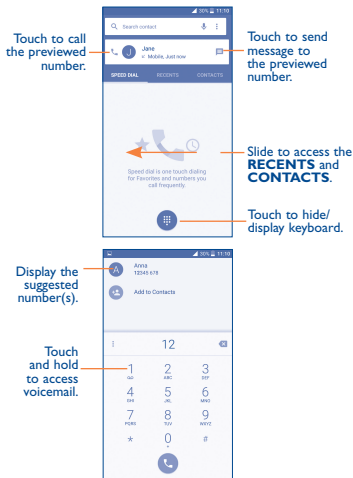 30% 11:10
Search contact
Touch to call
the previewed
number.
J
Jane
Mobile, Just now
Touch to send
message to
the previewed
number.
SPEED DIAL RECENTS CONTACTS
Slide to access the
RECENTS and
CONTACTS.
Speed dial is one touch dialing
for Favorites and numbers you
call frequently
Touch to hide/
display keyboard.
30% 11:10
Display the
suggested
number(s).
A
Anna
12345 678
Add to Contacts
12
Touch
and hold
to access
voicemail.
1 2 3
ABC DEF
4 5 6
GHI JKL MNO
7 8 9
PQRS TUV WXYZ
* 0 #
+